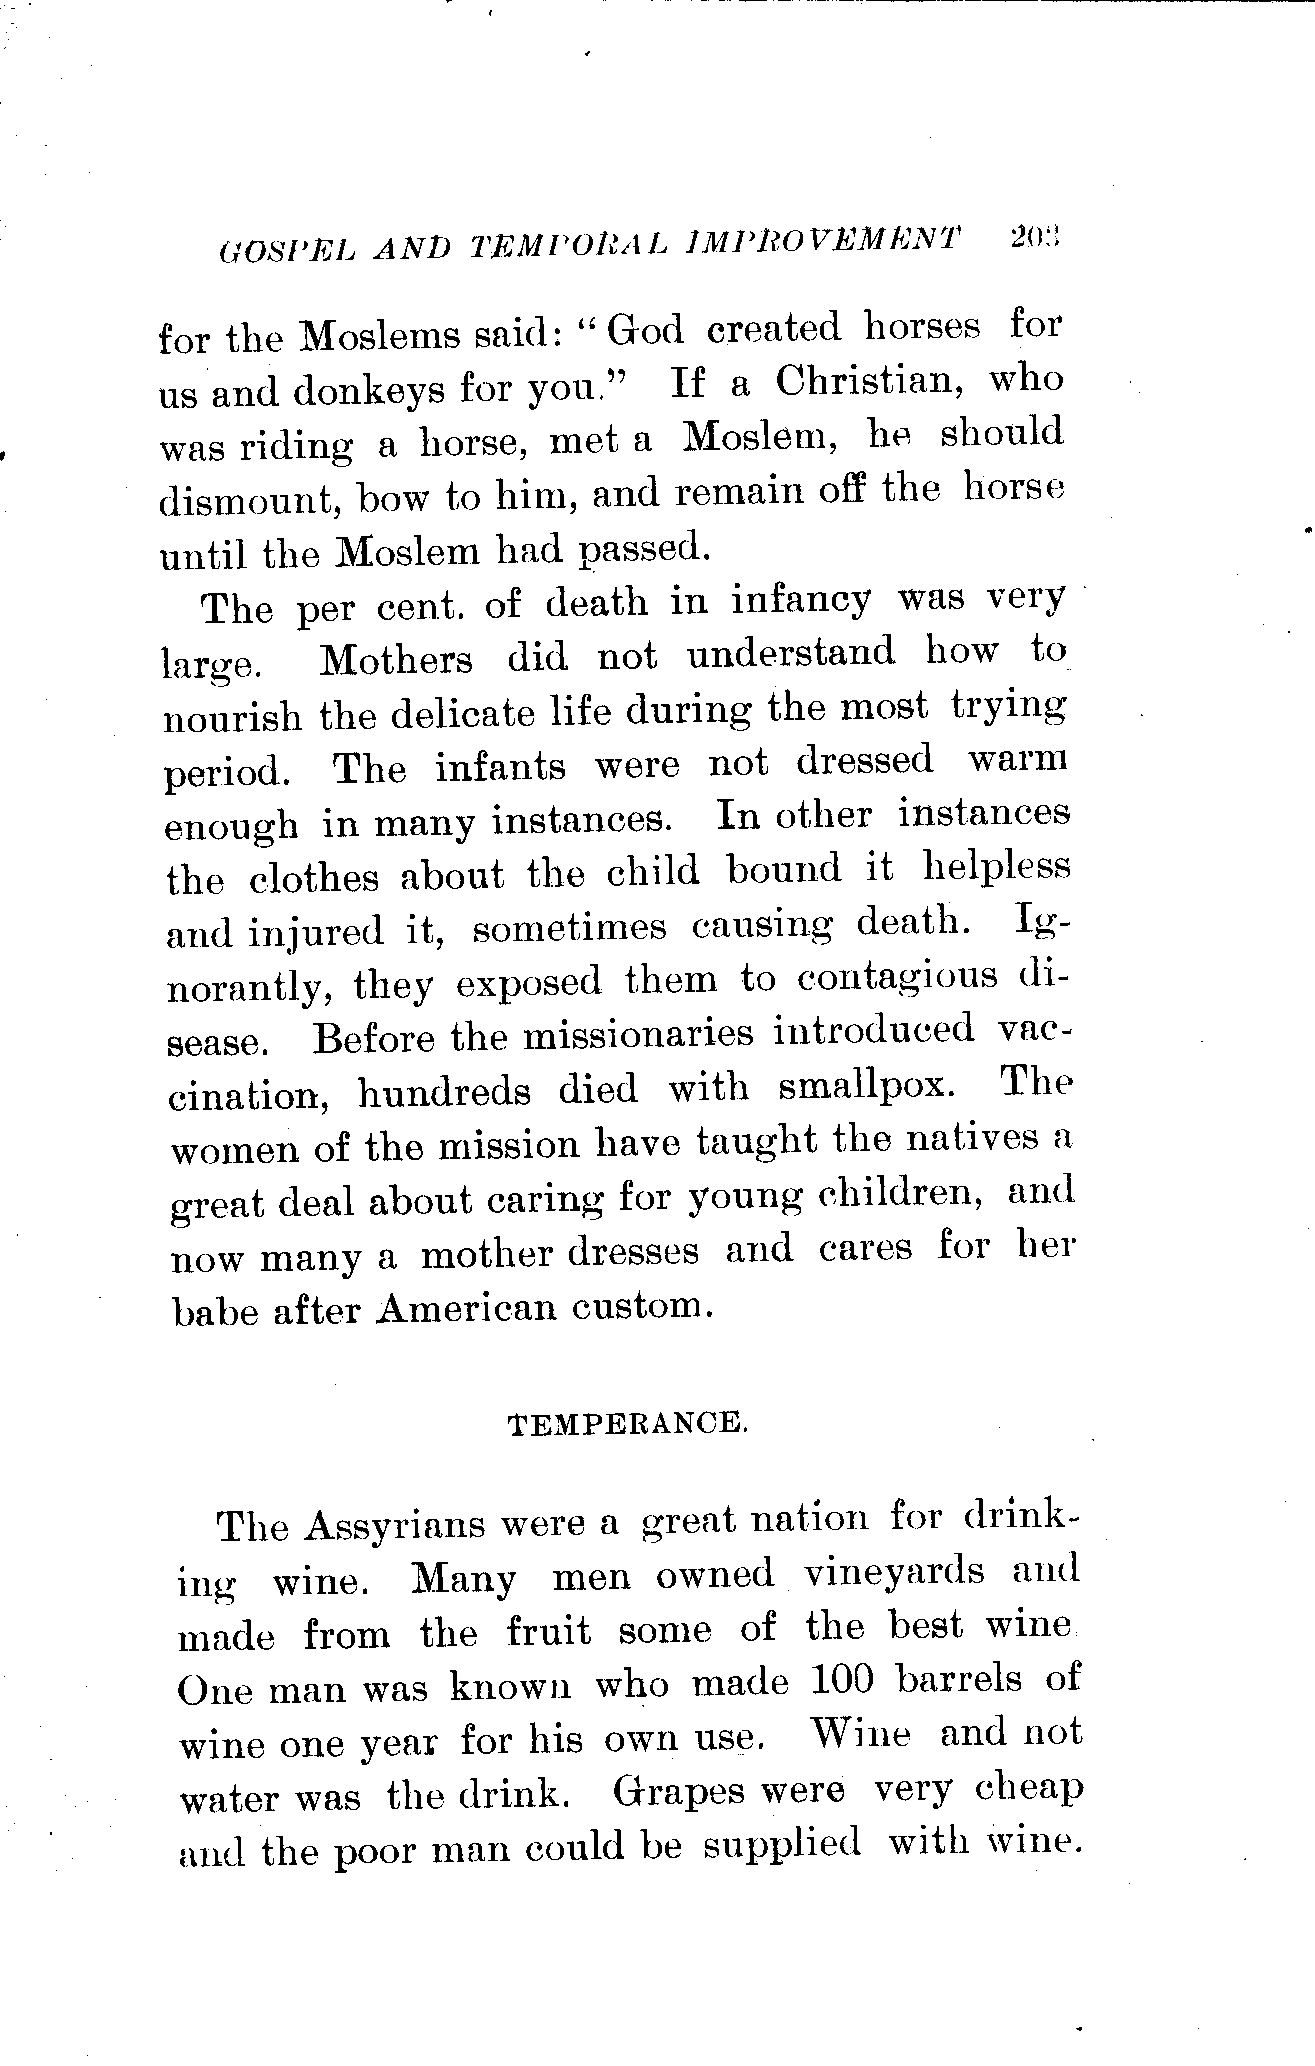 GOSPEL AND TEMPORAL IMPROVEMENT 203
for the Moslems said: "God created horses for
us and donkeys for you." If a Christian, who
was riding a horse, met a Moslem, he should
dismount, bow to him, and remain off the horse
until the Moslem had passed.
The per cent. of death in infancy was very
large. Mothers did not understand how to
nourish the delicate life during the most trying
period. The infants were not dressed warm
enough in many instances. In other instances
the clothes about the child bound it helpless
and injured it, sometimes causing death. Ig-
norantly, they exposed them to contagious di-
sease. Before the missionaries introduced vac-
cination, hundreds died with smallpox. The
women of the mission have taught the natives a
great deal about caring for young children, and
now many a mother dresses and cares for her
babe after American custom.
TEMPERANCE.
The Assyrians were a great nation for drink-
ing wine. Many men owned vineyards and
made from the fruit some of the best wine
One man was known who made 100 barrels of
wine one year for his own use. Wine and not
water was the drink. Grapes were very cheap
and the poor man could be supplied with wine.